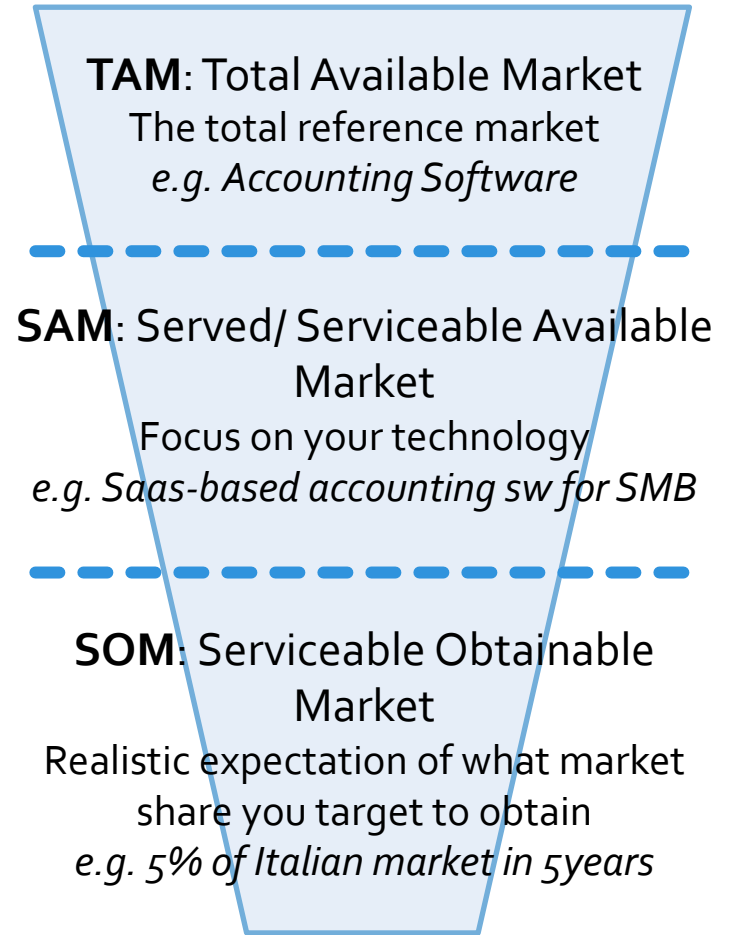 TAM: Total Available Market
The total reference market
e.g. Accounting Software
SAM: Served/ Serviceable Available
Market
Focus on your technology
e.g. Saas-based accounting sw for SMB
SOM: Serviceable Obtainable
Market
Realistic expectation of what market
share you target to obtain
e.g. 5% of Italian market in 5years